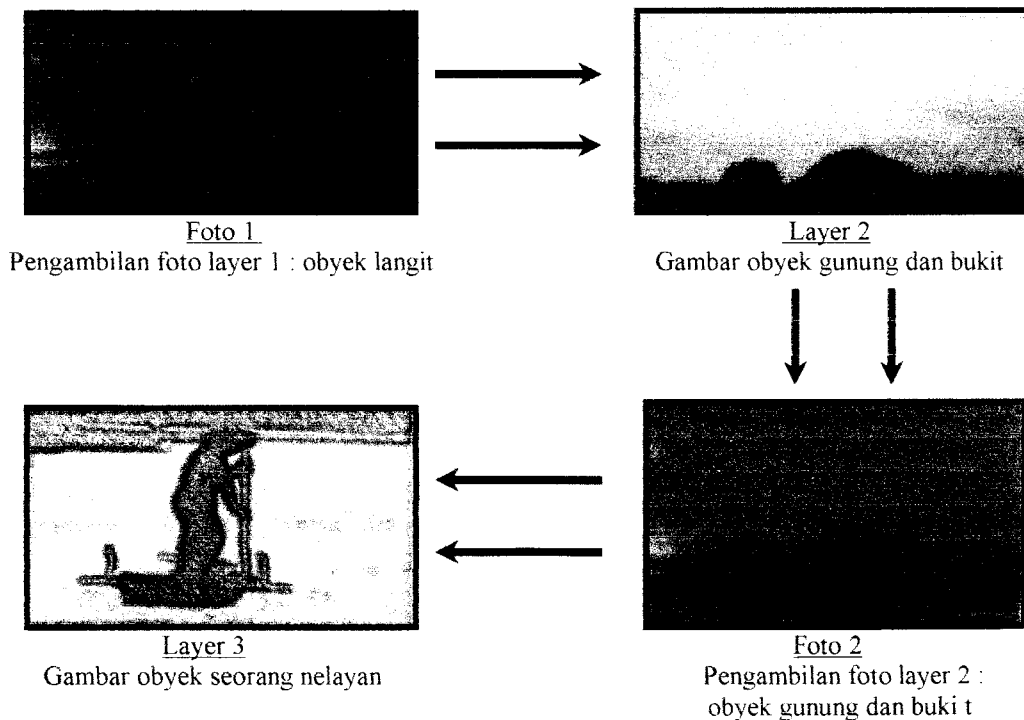 Foto 1
Pengambilan foto layer 1 : obyek langit
Layer 2
Gambar obyek gunung dan bukit
Foto 2
Pengambilan foto layer 2 :
obyek gunung dan buki t
Layer 3
Gambar obyek seorang nelayan